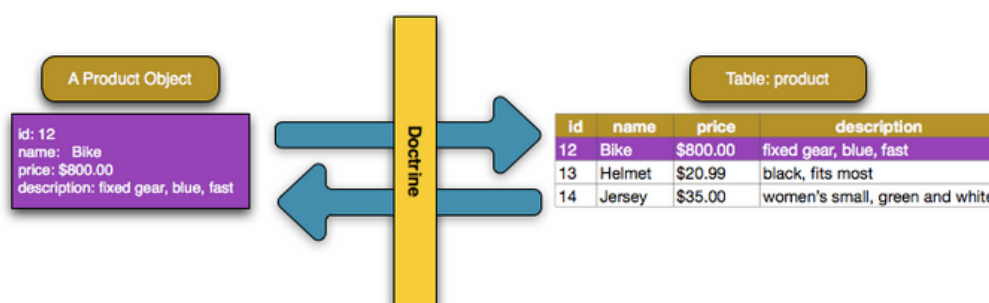 A Product Object
id: 12
name: Bike
price: $800.00
description: fixed gear, blue, fast
Doctrine
Table: product
id name price description
12 Bike $800.00 fixed gear, blue, fast
13 Helmet $20.99 black, fits most
14 Jersey $35.00 women's small, green and white